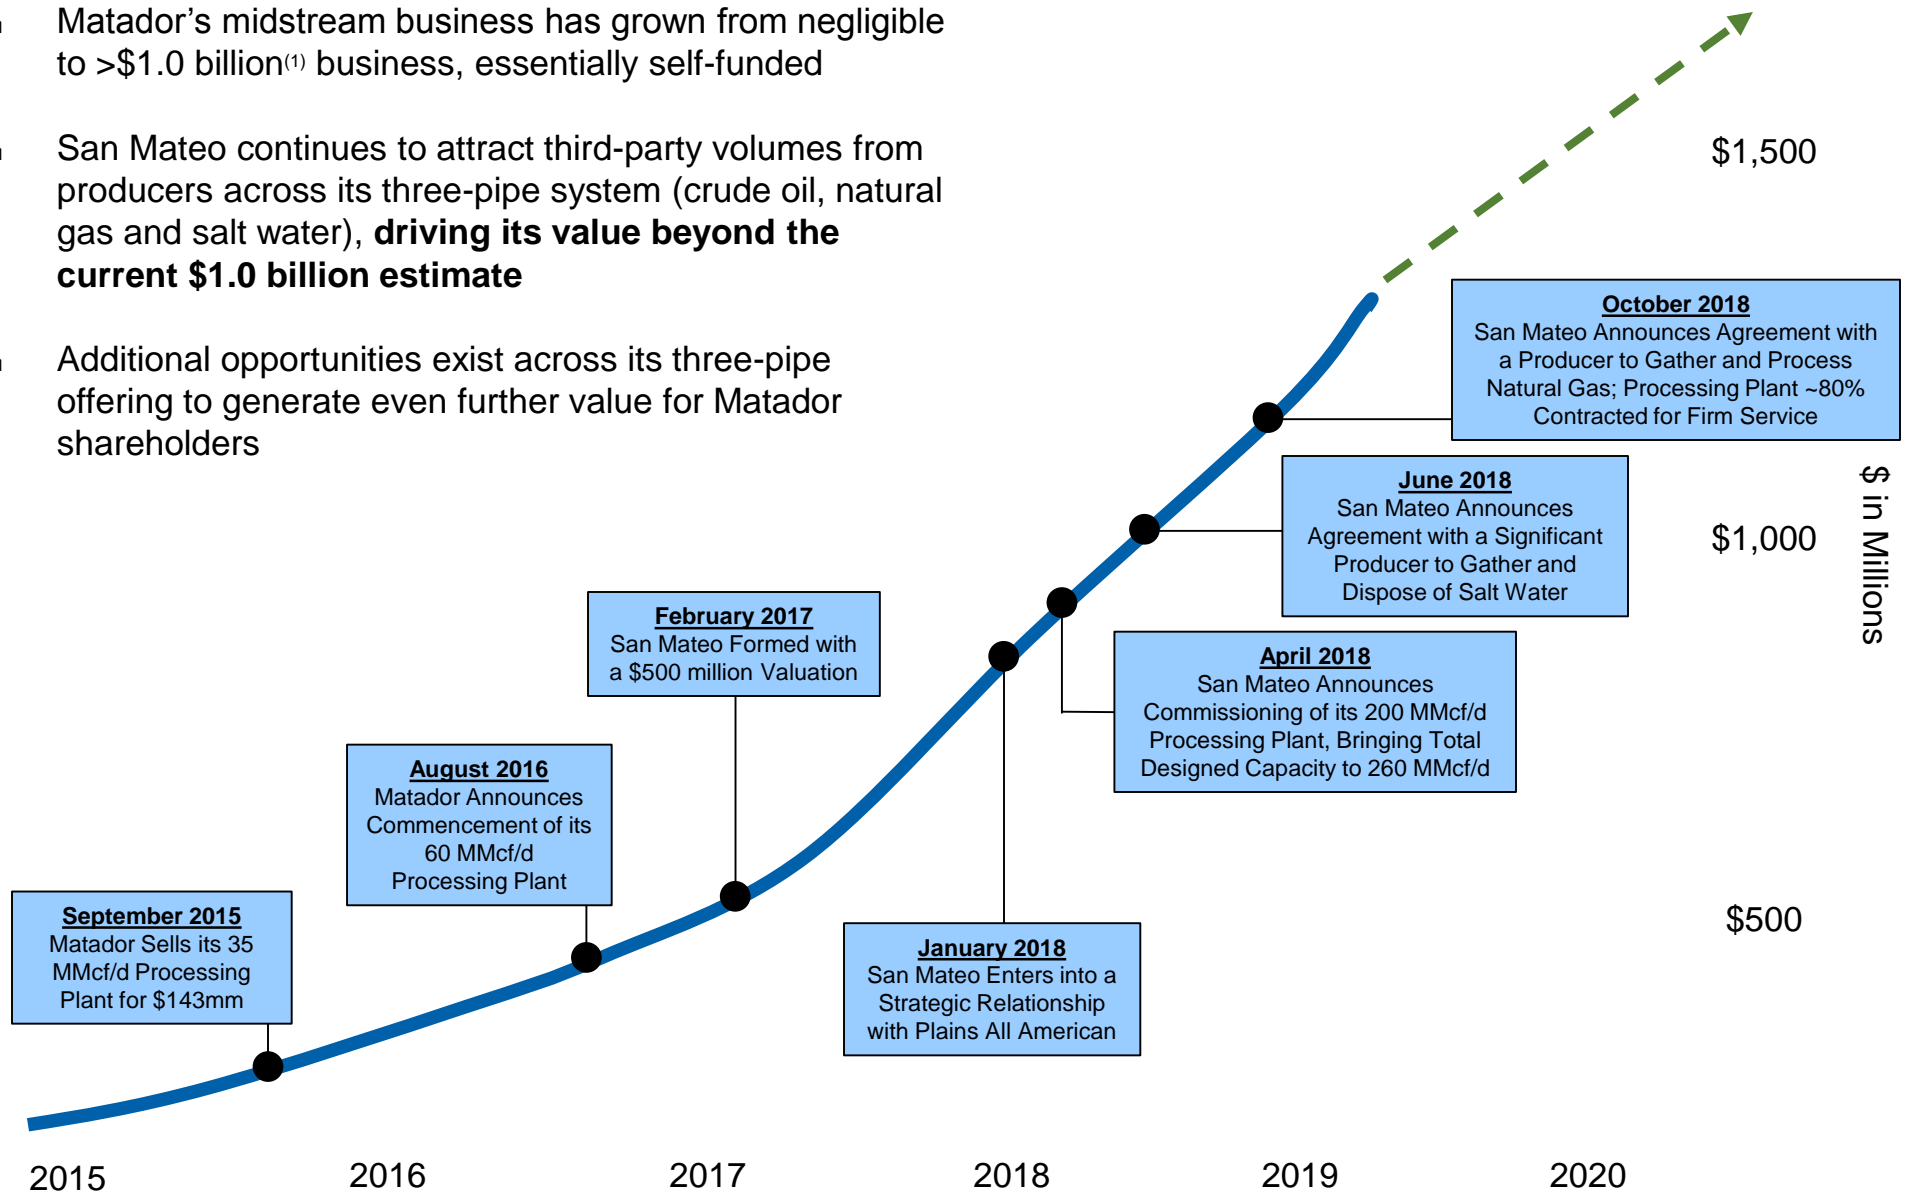 Matador’s midstream business has grown from negligible
to >$1.0 billion(1) business, essentially self-funded
San Mateo continues to attract third-party volumes from
producers across its three-pipe system (crude oil, natural
gas and salt water), driving its value beyond the
current $1.0 billion estimate
Additional opportunities exist across its three-pipe
offering to generate even further value for Matador
shareholders
$1,500
October 2018
San Mateo Announces Agreement with
a Producer to Gather and Process
Natural Gas; Processing Plant ~80%
Contracted for Firm Service
June 2018
San Mateo Announces
Agreement with a Significant
Producer to Gather and
Dispose of Salt Water
$1,000
$ in Millions
February 2017
San Mateo Formed with
a $500 million Valuation
April 2018
San Mateo Announces
Commissioning of its 200 MMcf/d
Processing Plant, Bringing Total
Designed Capacity to 260 MMcf/d
August 2016
Matador Announces
Commencement of its
60 MMcf/d
Processing Plant
September 2015
Matador Sells its 35
MMcf/d Processing
Plant for $143mm
January 2018
San Mateo Enters into a
Strategic Relationship
with Plains All American
$500
2015
2016
2017
2018
2019
2020